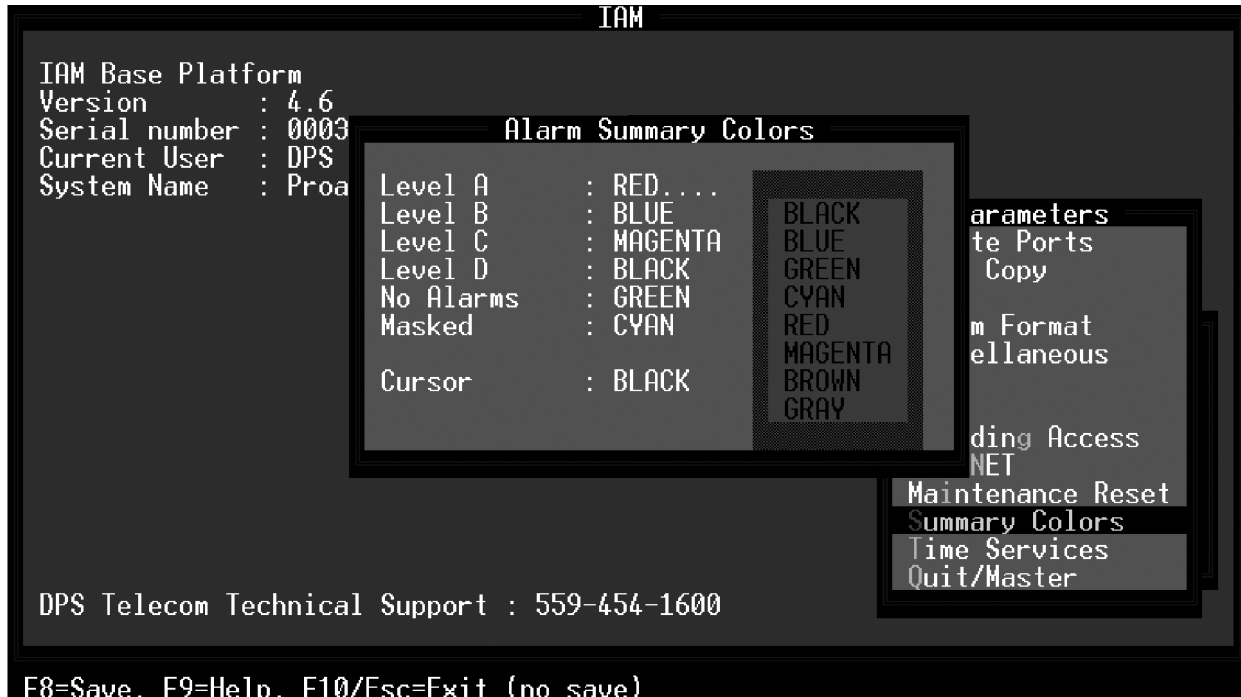 IAM
IAM Base Platform
Version : 4.6
Serial number : 0003
Current User : DPS
System Name : Proa
Alarm Summary Colors
Level A : RED....
Level B : BLUE
Level C : MAGENTA
Level D : BLACK
No Alarms : GREEN
Masked : CYAN
Cursor : BLACK
BLACK
BLUE
GREEN
CYAN
RED
MAGENTA
BROWN
GRAY
arameters
te Ports
Copy
m Format
ellaneous
ding Access
NET
Maintenance Reset
Summary Colors
Time Services
Quit/Master
DPS Telecom Technical Support : 559-454-1600
F8=Save, F9=Help, F10/Esc=Exit (no save)